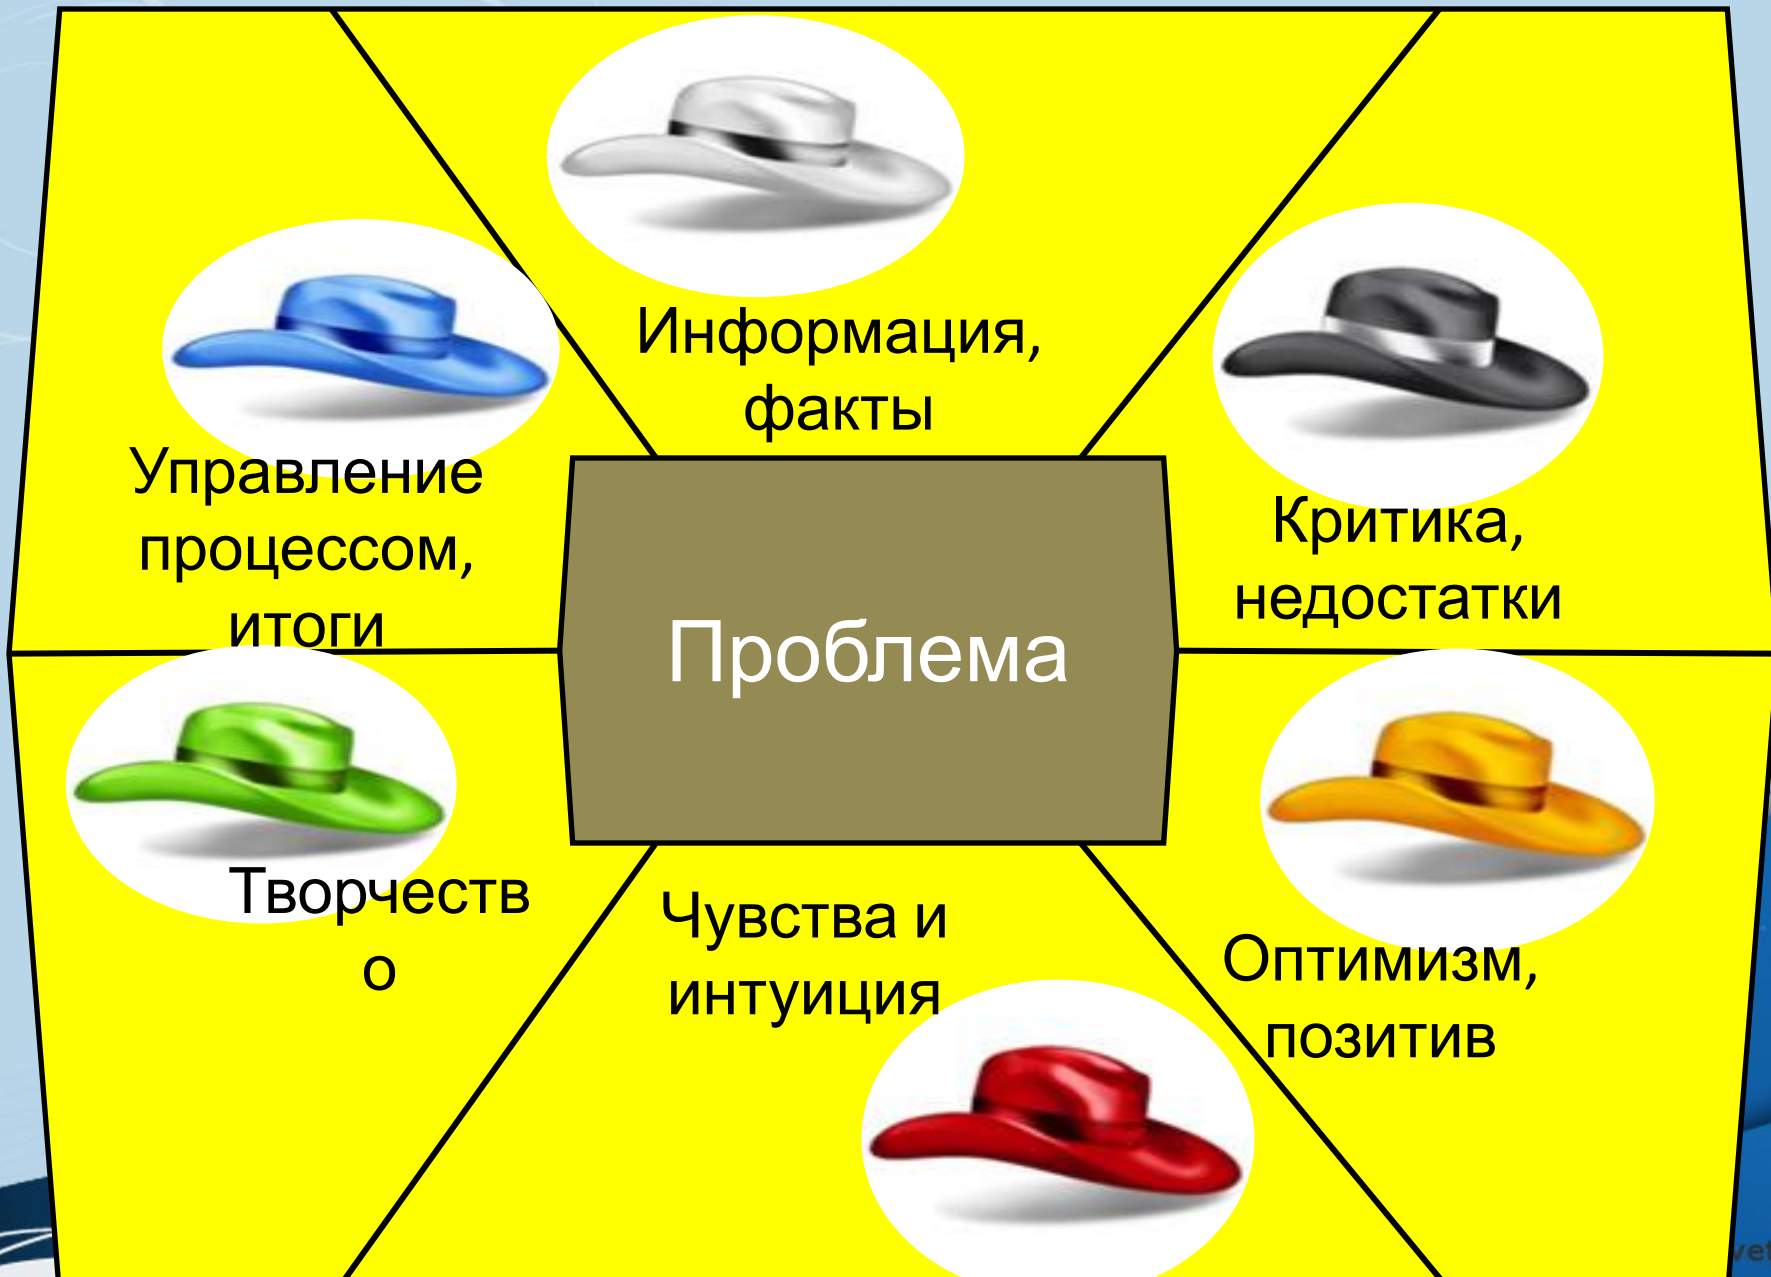 Информация,
факты
Управление
процессом,
итоги
Критика,
недостатки
Проблема
Творчеств
о
Чувства и
интуиция
Оптимизм,
позитив